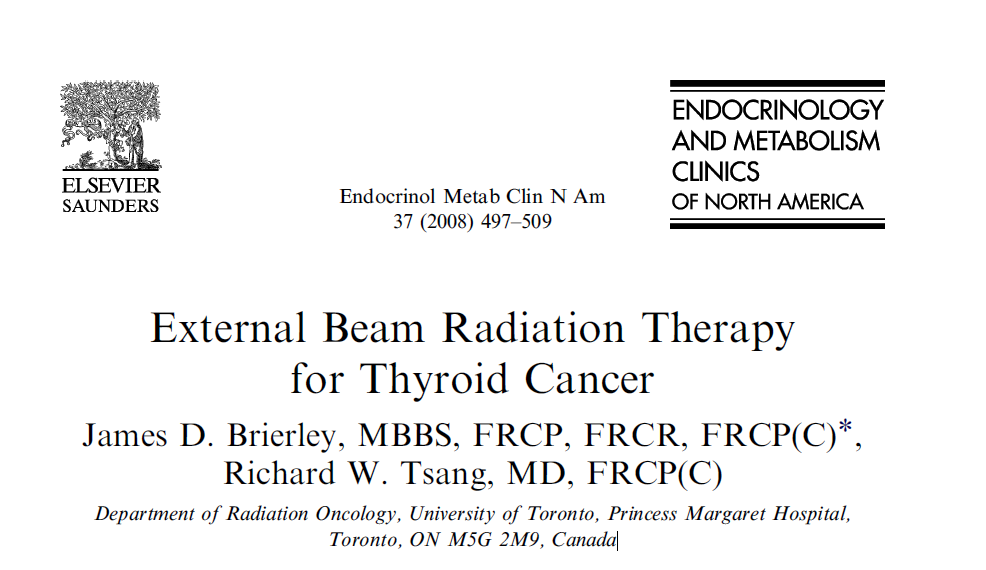 ELSEVIER
SAUNDERS
Endocrinol Metab Clin N Am
37 (2008) 497–509
ENDOCRINOLOGY
AND METABOLISM
CLINICS
OF NORTH AMERICA
External Beam Radiation Therapy
for Thyroid Cancer
James D. Brierley, MBBS, FRCP, FRCR, FRCP(C)*,
Richard W. Tsang, MD, FRCP(C)
Department of Radiation Oncology, University of Toronto, Princess Margaret Hospital,
Toronto, ON M5G 2M9, Canada